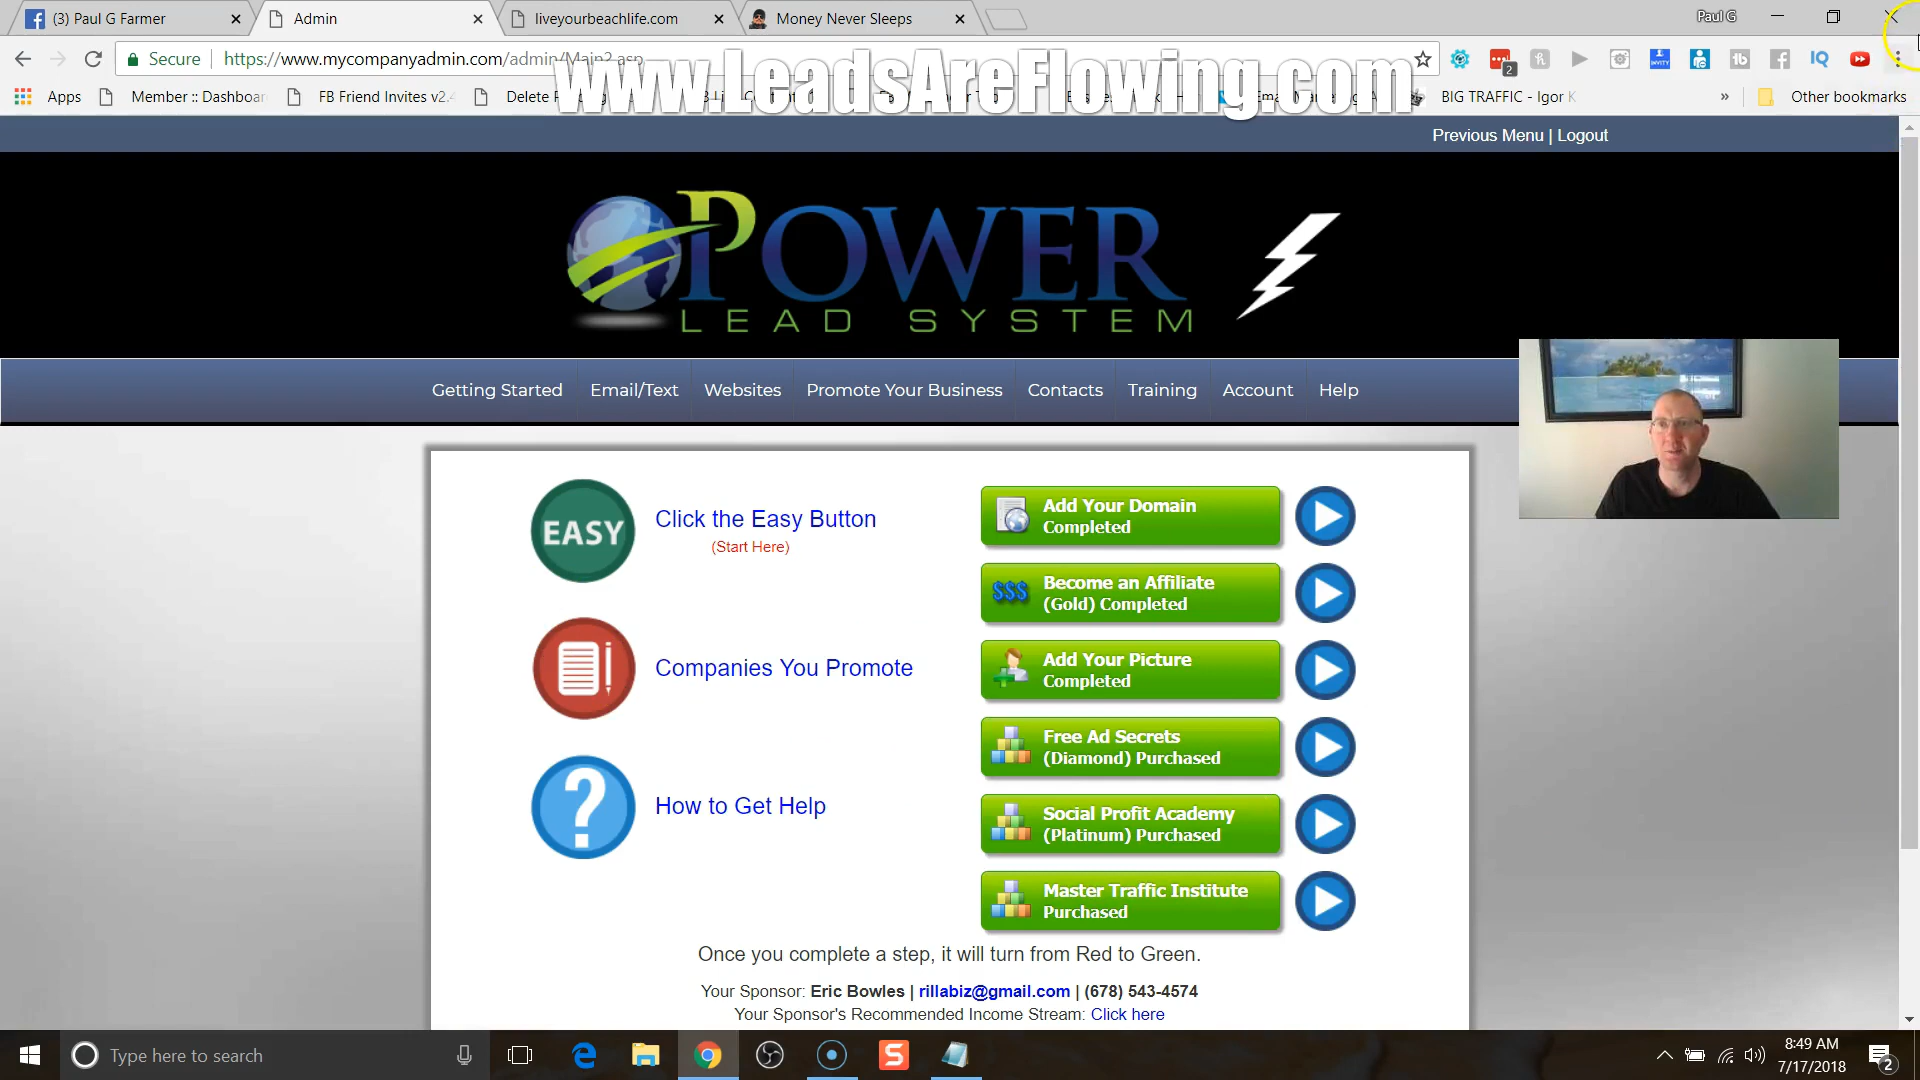 (3) Paul G Farmer
Admin
liveyourbeachlife.com
Money Never Sleeps
Paul G
Secure
https://www.mycompanyadmin.com/admin/Main2.asp
www.LeadsAreFlowing.com
2
Apps
Member :: Dashboar
FB Friend Invites v2.4
Delete
BIG TRAFFIC - Igor K
»
Other bookmarks
Previous Menu | Logout
POWER
LEAD SYSTEM
Getting Started
Email/Text
Websites
Promote Your Business
Contacts
Training
Account
Help
EASY
Click the Easy Button
(Start Here)
Companies You Promote
?
How to Get Help
Add Your Domain
Completed
$$$
Become an Affiliate
(Gold) Completed
Add Your Picture
Completed
Free Ad Secrets
(Diamond) Purchased
Social Profit Academy
(Platinum) Purchased
Master Traffic Institute
Purchased
Once you complete a step, it will turn from Red to Green.
Your Sponsor: Eric Bowles | rillabiz@gmail.com | (678) 543-4574
Your Sponsor's Recommended Income Stream: Click here
Type here to search
8:49 AM
7/17/2018
2